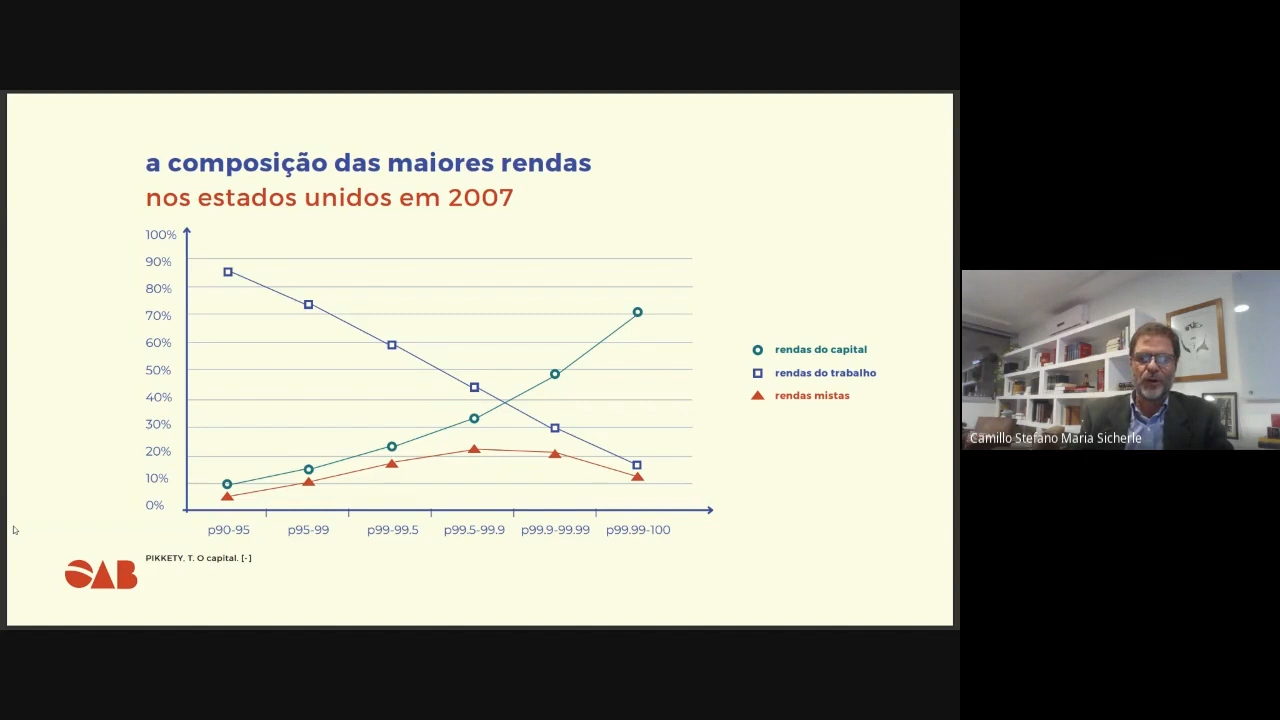 a composição das maiores rendas
nos estados unidos em 2007
100%
90%
80%
70%
60%
50%
40%
30%
20%
10%
0%
p90-95
p95-99
p99-99.5
p99.5-99.9
p99.9-99.99
p99.99-100
rendas do capital
rendas do trabalho
rendas mistas
PIKKETY, T. O capital. [-]
OAB
Camillo Stefano Maria Sicherle